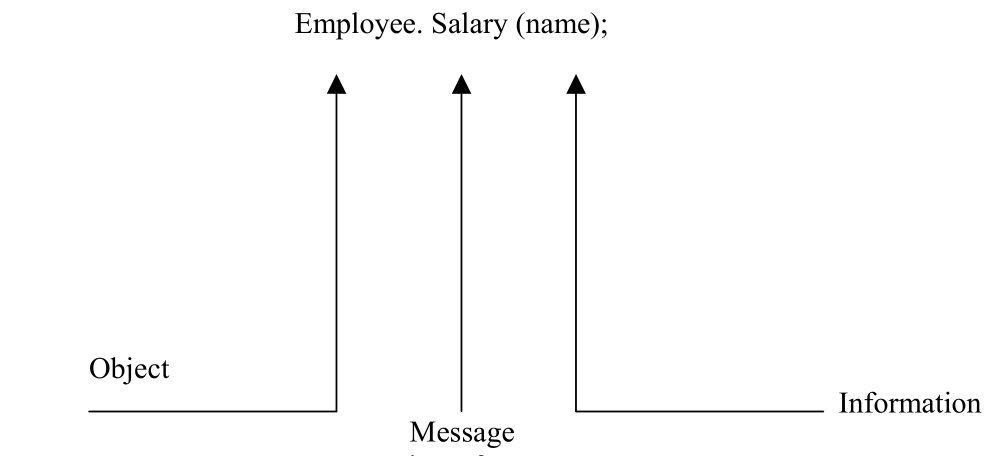 Employee. Salary (name);
Object
Information
Message